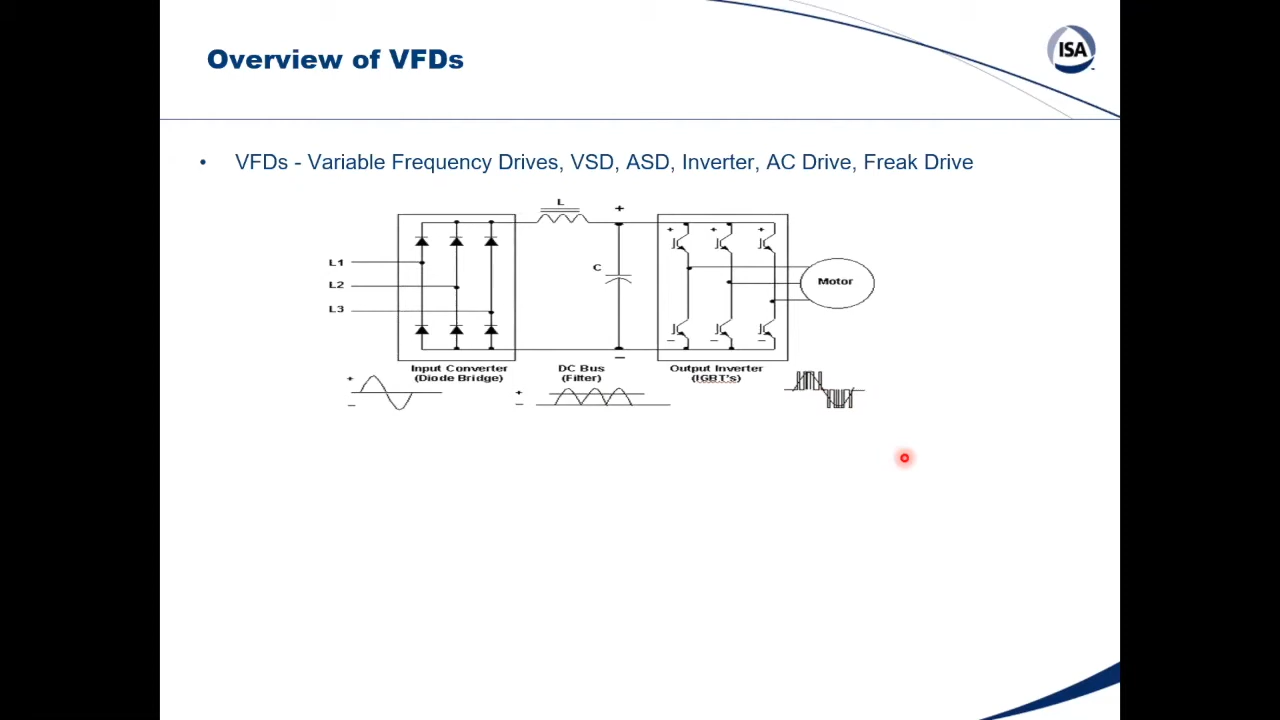 Overview of VFDs
ISA
• VFDs - Variable Frequency Drives, VSD, ASD, Inverter, AC Drive, Freak Drive
L
+
C
L1
L2
L3
+ + +
Motor
− − −
−
Input Converter
(Diode Bridge)
DC Bus
(Filter)
Output Inverter
(IGBT's)
+
−
+
−